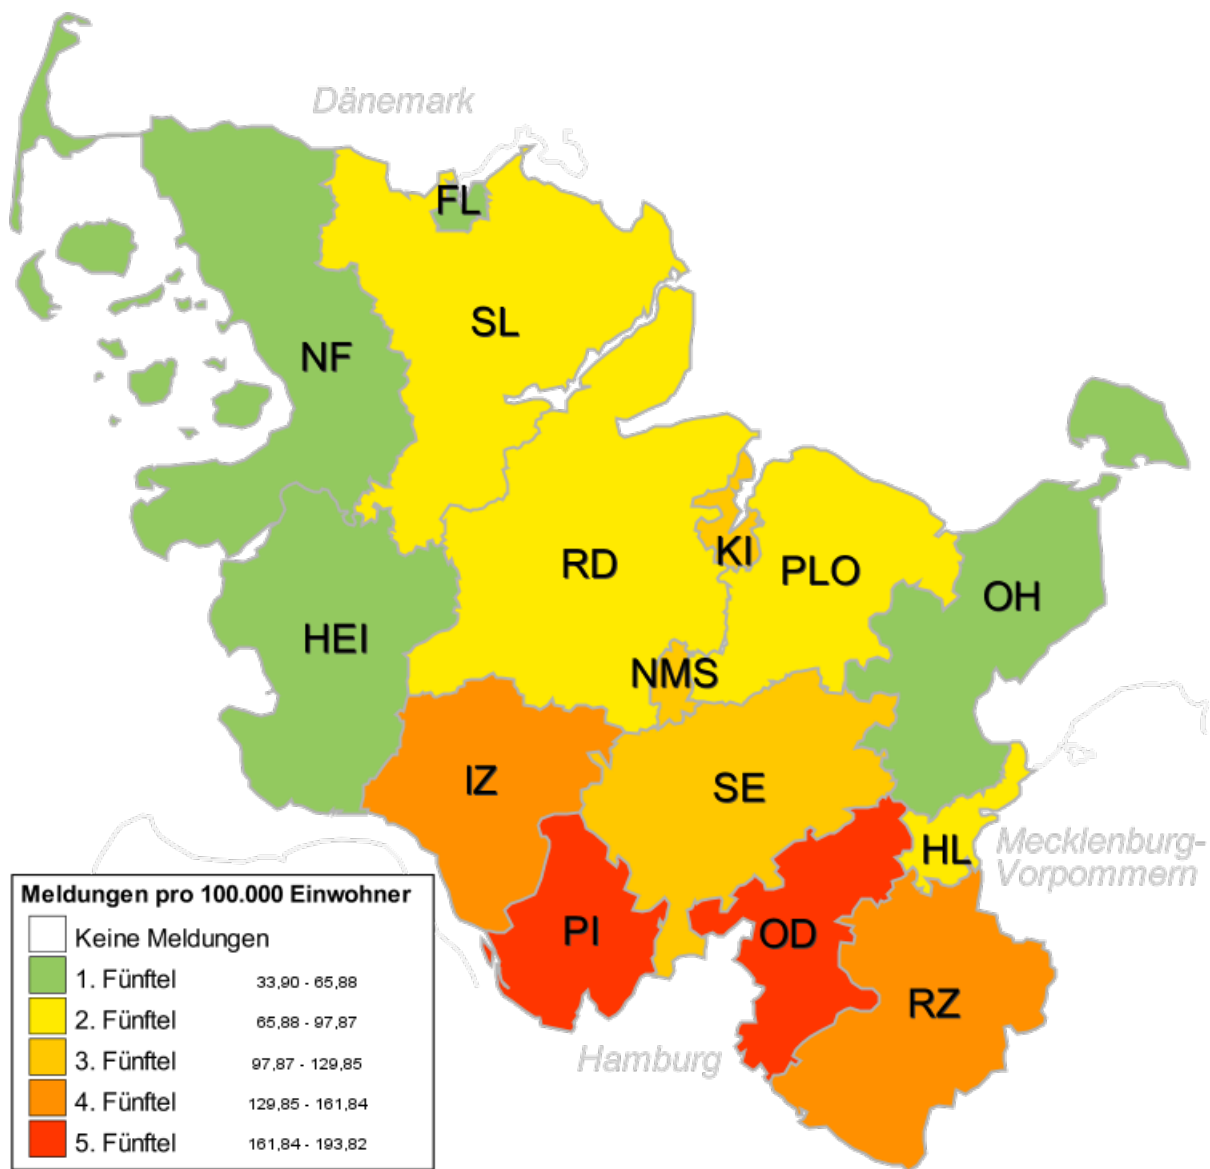 Dänemark
FL
SL
NF
RD
KI
PLO
OH
HEI
NMS
IZ
SE
HL
Mecklenburg-
Vorpommern
PI
OD
RZ
Hamburg
Meldungen pro 100.000 Einwohner
Keine Meldungen
1. Fünftel 33,90 - 65,88
2. Fünftel 65,88 - 97,87
3. Fünftel 97,87 - 129,85
4. Fünftel 129,85 - 161,84
5. Fünftel 161,84 - 193,82